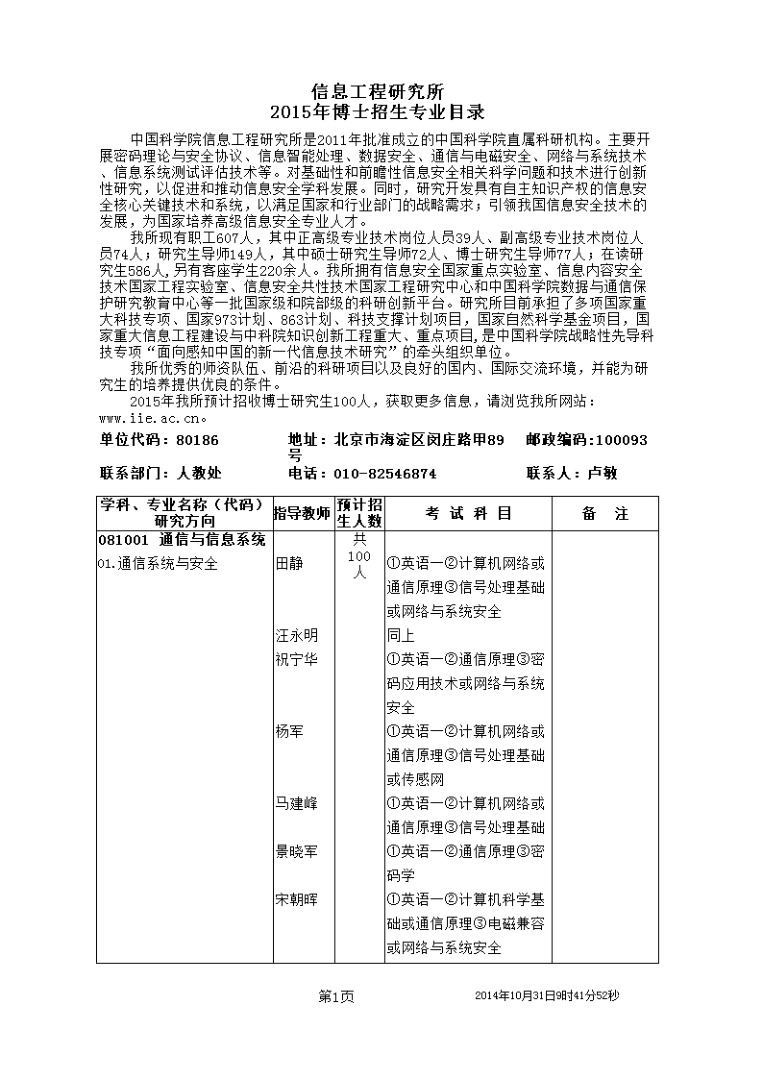 信息工程研究所
2015年博士招生专业目录
中国科学院信息工程研究所是2011年批准成立的中国科学院直属科研机构。主要开
展密码理论与安全协议、信息智能处理、数据安全、通信与电磁安全、网络与系统技术
、信息系统测试评估技术等。对基础性和前瞻性信息安全相关科学问题和技术进行创新
性研究，以促进和推动信息安全学科发展。同时，研究开发具有自主知识产权的信息安
全核心关键技术和系统，以满足国家和行业部门的战略需求；引领我国信息安全技术的
发展，为国家培养高级信息安全专业人才。
我所现有职工607人，其中正高级专业技术岗位人员39人、副高级专业技术岗位人
员74人；研究生导师149人，其中硕士研究生导师72人、博士研究生导师77人；在读研
究生586人,另有客座学生220余人。我所拥有信息安全国家重点实验室、信息内容安全
技术国家工程实验室、信息安全共性技术国家工程研究中心和中国科学院数据与通信保
护研究教育中心等一批国家级和院部级的科研创新平台。研究所目前承担了多项国家重
大科技专项、国家973计划、863计划、科技支撑计划项目，国家自然科学基金项目，国
家重大信息工程建设与中科院知识创新工程重大、重点项目,是中国科学院战略性先导科
技专项“面向感知中国的新一代信息技术研究”的牵头组织单位。
我所优秀的师资队伍、前沿的科研项目以及良好的国内、国际交流环境，并能为研
究生的培养提供优良的条件。
2015年我所预计招收博士研究生100人，获取更多信息，请浏览我所网站：
www.iie.ac.cn。
单位代码：80186 地址：北京市海淀区闵庄路甲89 邮政编码:100093
号
联系部门：人教处 电话：010-82546874 联系人：卢敏
学科、专业名称（代码） 指导教师 预计招 考 试 科 目 备 注
研究方向 生人数
081001 通信与信息系统 共
01.通信系统与安全 田静 100 ①英语一②计算机网络或
人 通信原理③信号处理基础
或网络与系统安全
汪永明 同上
祝宁华 ①英语一②通信原理③密
码应用技术或网络与系统
安全
杨军 ①英语一②计算机网络或
通信原理③信号处理基础
或传感网
马建峰 ①英语一②计算机网络或
通信原理③信号处理基础
景晓军 ①英语一②通信原理③密
码学
宋朝晖 ①英语一②计算机科学基
础或通信原理③电磁兼容
或网络与系统安全
第1页 2014年10月31日9时41分52秒